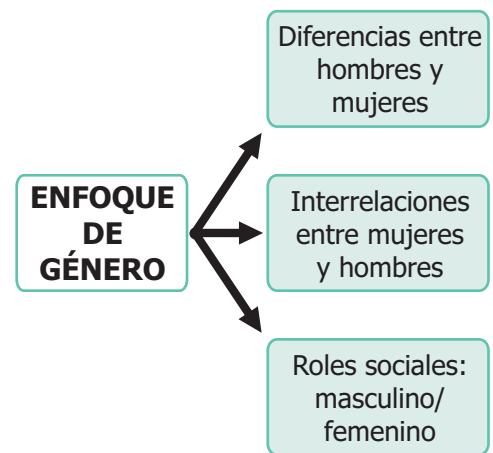 Diferencias entre
hombres y
mujeres
ENFOQUE
DE
GÉNERO
Interrelaciones
entre mujeres
y hombres
Roles sociales:
masculino/
femenino